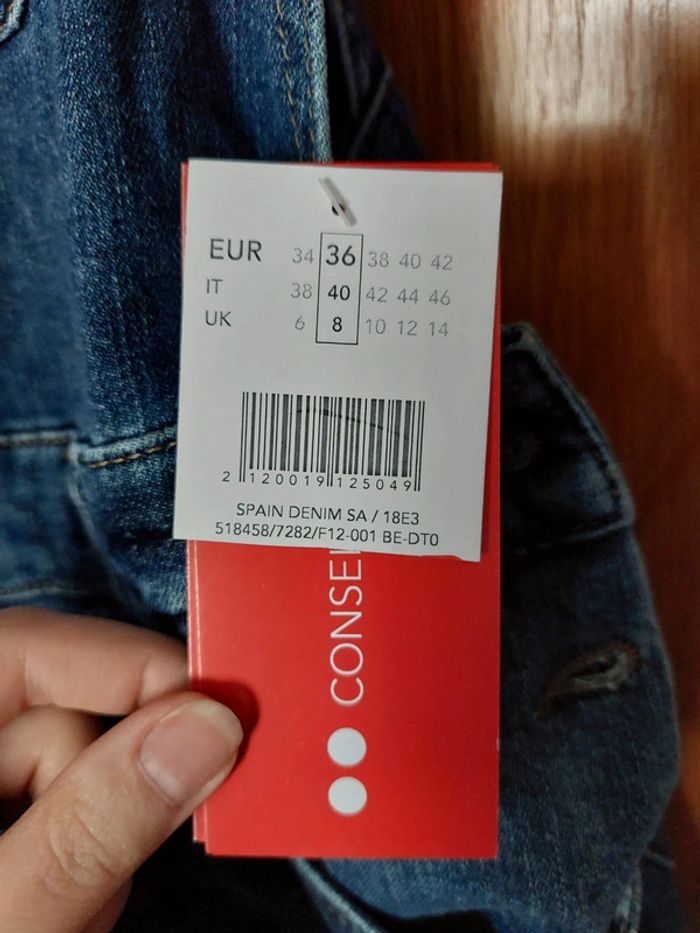 EUR 34 36 38 40 42
IT 38 40 42 44 46
UK 6 8 10 12 14
2 120019 125049
SPAIN DENIM SA / 18E3
518458/7282/F12-001 BE-DT0